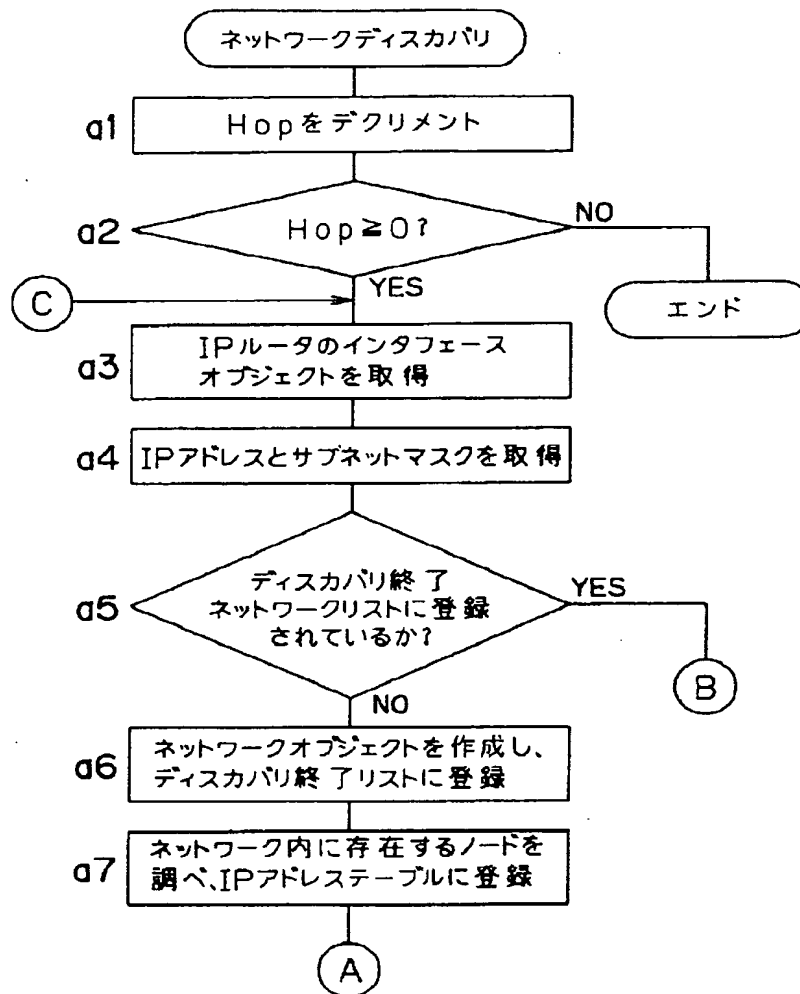 ネットワークディスカバリ
a1
Hopをデクリメント
a2
Hop≧0?
NO
YES
C
エンド
a3
IPルータのインタフェース
オブジェクトを取得
a4
IPアドレスとサブネットマスクを取得
a5
ディスカバリ終了
ネットワークリストに登録
されているか?
YES
B
NO
a6
ネットワークオブジェクトを作成し、
ディスカバリ終了リストに登録
a7
ネットワーク内に存在するノードを
調べ、IPアドレステーブルに登録
A